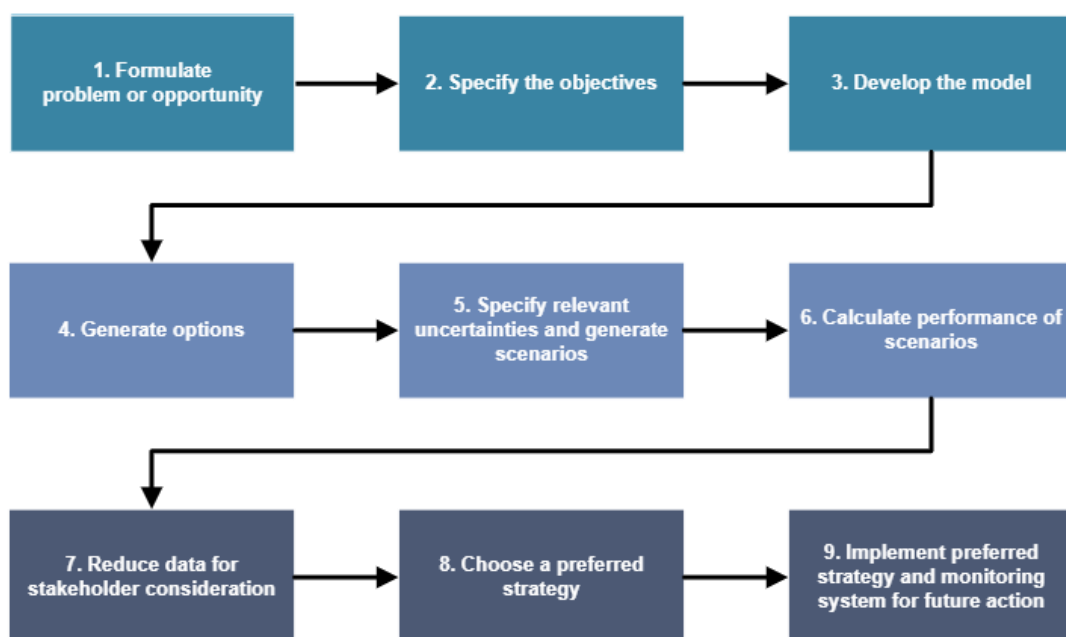 1. Formulate
problem or opportunity
2. Specify the objectives
3. Develop the model
4. Generate options
5. Specify relevant
uncertainties and generate
scenarios
6. Calculate performance of
scenarios
7. Reduce data for
stakeholder consideration
8. Choose a preferred
strategy
9. Implement preferred
strategy and monitoring
system for future action